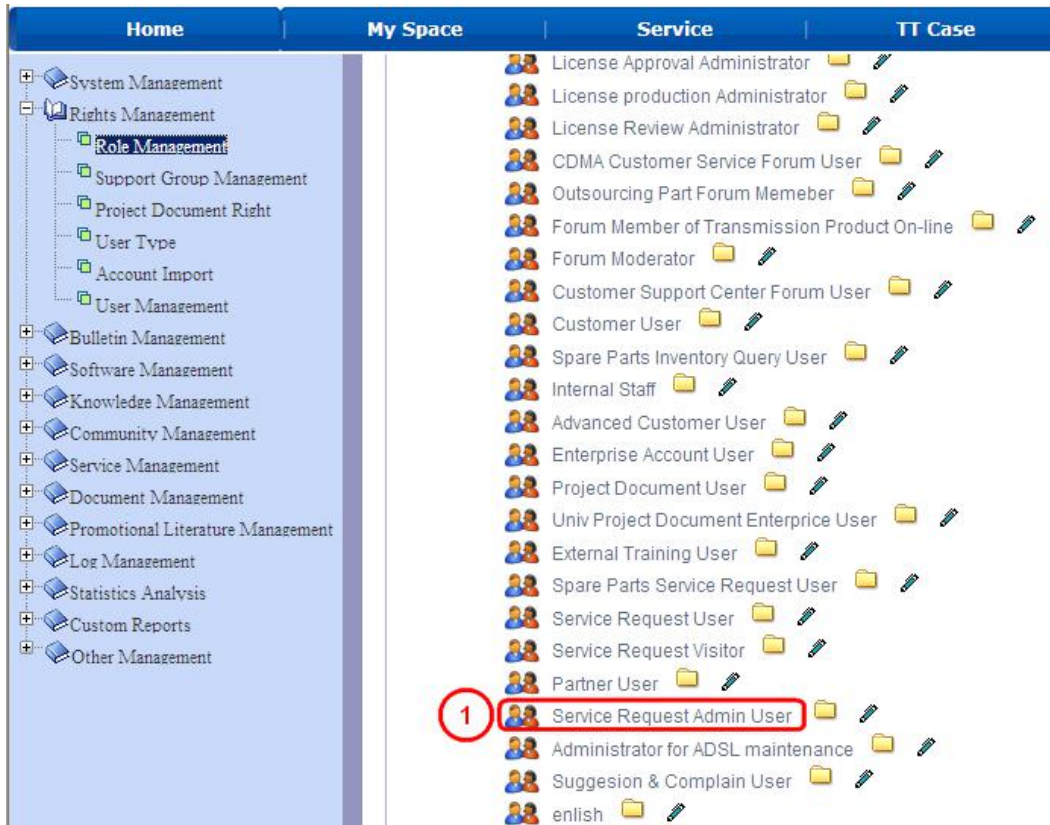 Home My Space Service TT Case
System Management
Rights Management
Role Management
Support Group Management
Project Document Right
User Type
Account Import
User Management
Bulletin Management
Software Management
Knowledge Management
Community Management
Service Management
Document Management
Promotional Literature Management
Log Management
Statistics Analysis
Custom Reports
Other Management
License Approval Administrator
License production Administrator
License Review Administrator
CDMA Customer Service Forum User
Outsourcing Part Forum Memeber
Forum Member of Transmission Product On-line
Forum Moderator
Customer Support Center Forum User
Customer User
Spare Parts Inventory Query User
Internal Staff
Advanced Customer User
Enterprise Account User
Project Document User
Univ Project Document Enterprice User
External Training User
Spare Parts Service Request User
Service Request User
Service Request Visitor
Partner User
1 Service Request Admin User
Administrator for ADSL maintenance
Suggesion & Complain User
enlish